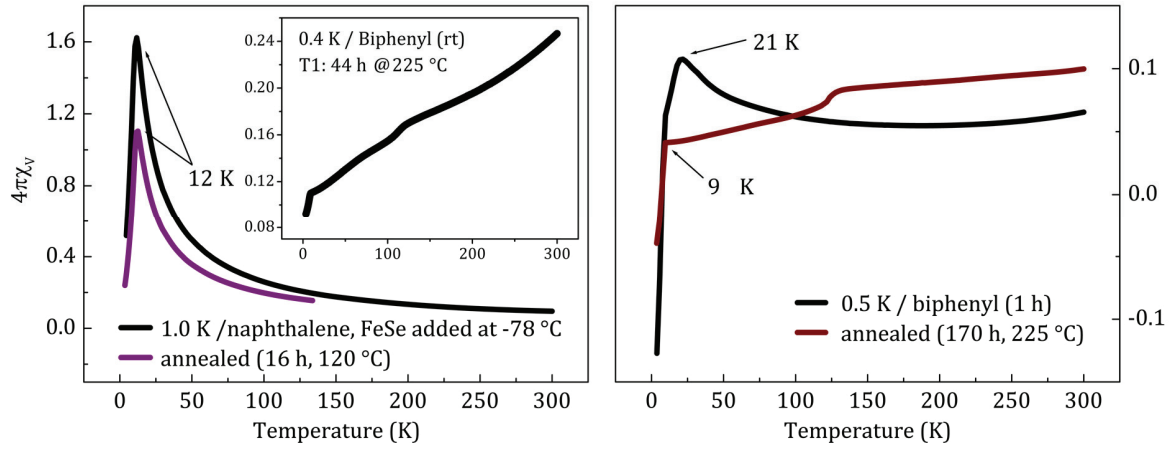 4πχv
1.6
1.2
0.8
0.4
0.0
0.24
0.20
0.16
0.12
0.08
0.4 K / Biphenyl (rt)
T1: 44 h @225 °C
0 100 200 300
12 K
1.0 K /naphthalene, FeSe added at -78 °C
annealed (16 h, 120 °C)
0 50 100 150 200 250 300
Temperature (K)
21 K
9 K
0.5 K / biphenyl (1 h)
annealed (170 h, 225 °C)
0.1
0.0
-0.1
0 50 100 150 200 250 300
Temperature (K)